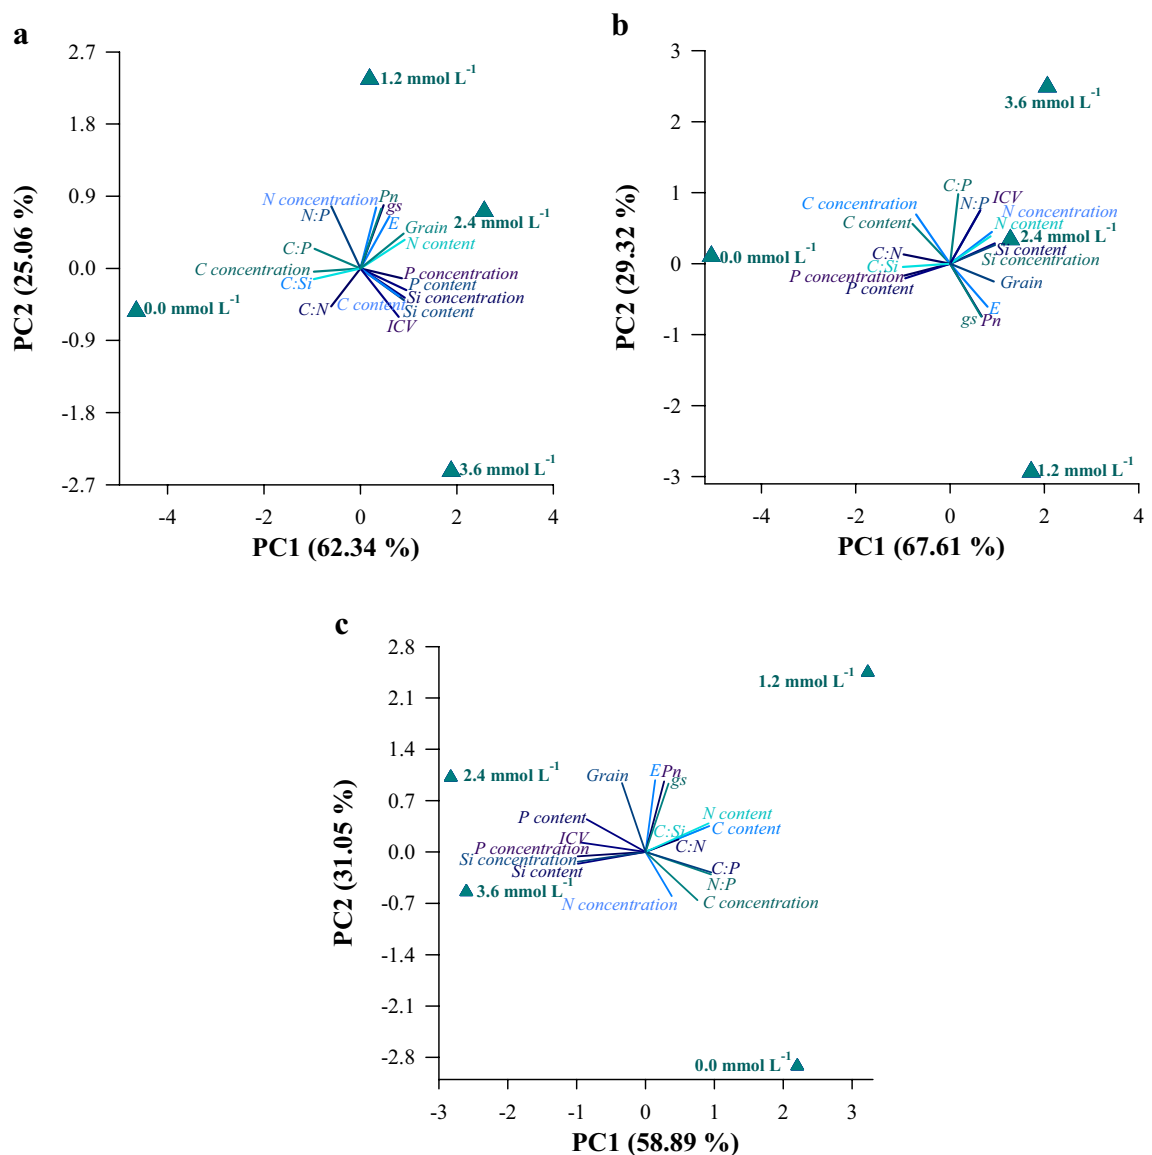 a
2.7
1.8
0.9
0.0
-0.9
-1.8
-2.7
PC2 (25.06 %)
1.2 mmol L⁻¹
N concentration
Pn
N:P
gs
E
2.4 mmol L⁻¹
Grain
N content
C:P
C concentration
C:Si
P concentration
P content
Si concentration
C content
Si content
C:N
ICV
0.0 mmol L⁻¹
3.6 mmol L⁻¹
-4
-2
0
2
4
PC1 (62.34 %)
b
3
2
1
0
-1
-2
-3
PC2 (29.32 %)
3.6 mmol L⁻¹
C:P
N:P
ICV
C concentration
N concentration
C content
N content
2.4 mmol L⁻¹
C:N
Si content
0.0 mmol L⁻¹
C:Si
Si concentration
P concentration
P content
Grain
E
gs
Pn
1.2 mmol L⁻¹
-4
-2
0
2
4
PC1 (67.61 %)
c
2.8
2.1
1.4
0.7
0.0
-0.7
-1.4
-2.1
-2.8
PC2 (31.05 %)
1.2 mmol L⁻¹
2.4 mmol L⁻¹
Grain
E
Pn
gs
P content
N content
C:Si
C content
ICV
C:N
P concentration
Si concentration
Si content
C:P
N:P
3.6 mmol L⁻¹
N concentration
C concentration
0.0 mmol L⁻¹
-3
-2
-1
0
1
2
3
PC1 (58.89 %)